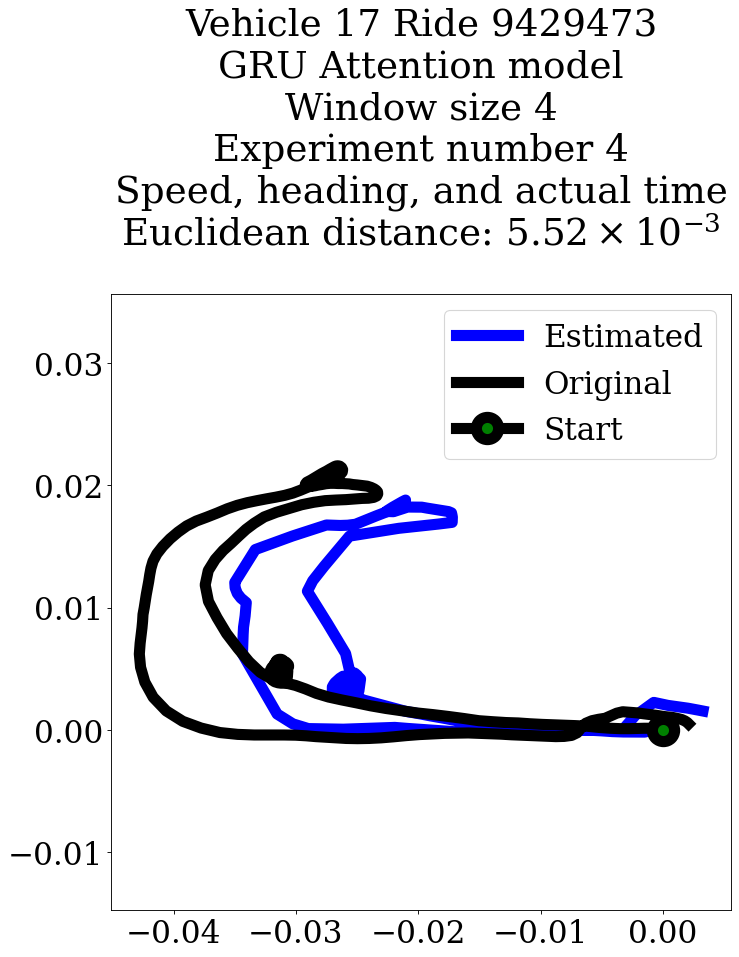 Vehicle 17 Ride 9429473
GRU Attention model
Window size 4
Experiment number 4
Speed, heading, and actual time
Euclidean distance: 5.52 × 10⁻³
Estimated
Original
Start
0.03
0.02
0.01
0.00
−0.01
−0.04 −0.03 −0.02 −0.01 0.00